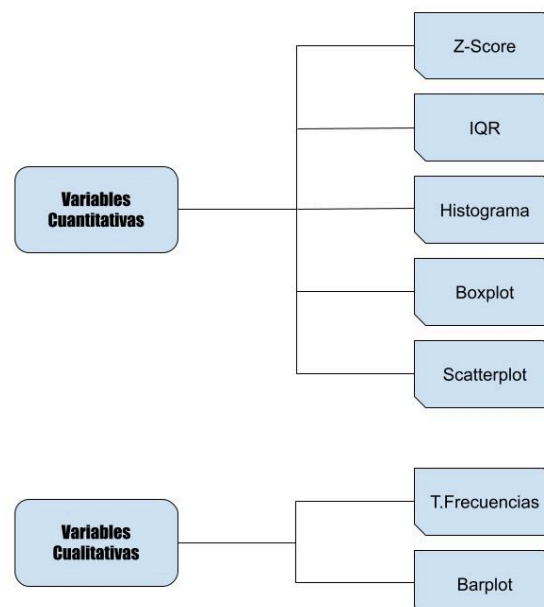 Z-Score
IQR
Variables
Cuantitativas
Histograma
Boxplot
Scatterplot
T.Frecuencias
Variables
Cualitativas
Barplot